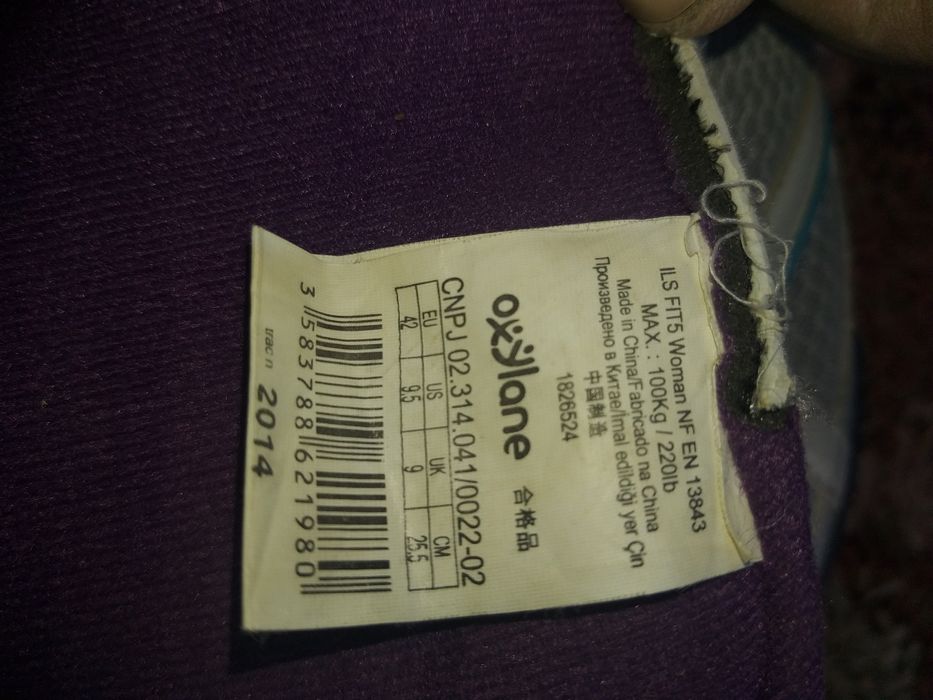 ILS FIT5 Woman NF EN 13843
MAX. : 100Kg / 220lb
Made in China/Fabricado na China
Произведено в Китае/Imal edildiği yer Çin
中国制造
1826524
oxylane 合格品
CNPJ 02.314.041/0022-02
EU US UK CM
42 9.5 9 25.5
3 583788 621980
trac n 2014